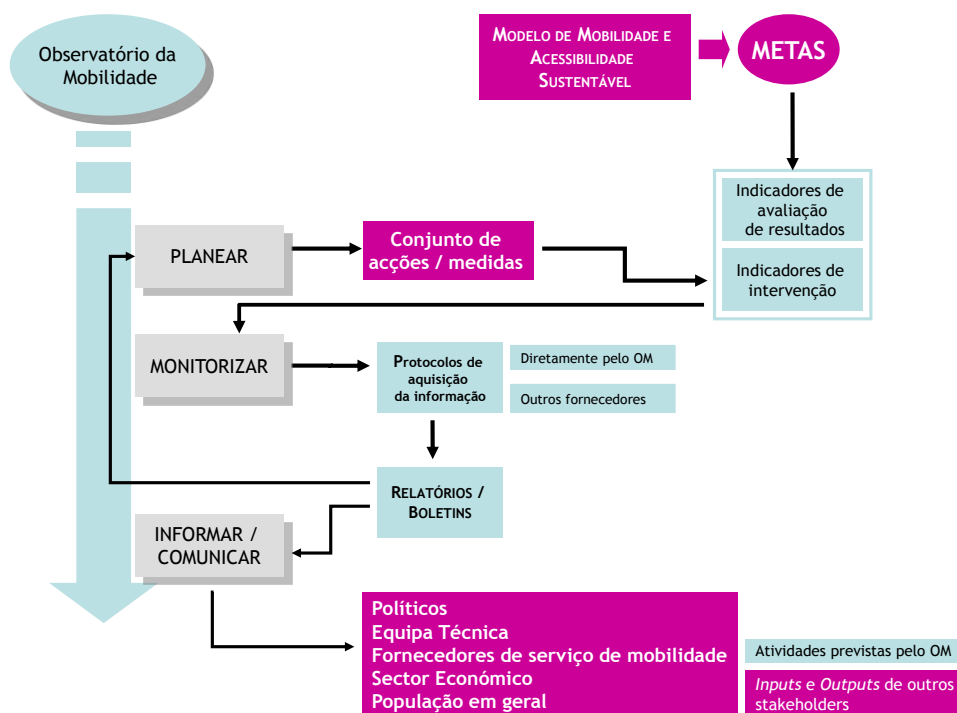 Observatório da
Mobilidade
MODELO DE MOBILIDADE E
ACESSIBILIDADE
SUSTENTÁVEL
METAS
Indicadores de
avaliação
de resultados
Indicadores de
intervenção
PLANEAR
Conjunto de
acções / medidas
MONITORIZAR
Protocolos de
aquisição
da informação
Diretamente pelo OM
Outros fornecedores
RELATÓRIOS /
BOLETINS
INFORMAR /
COMUNICAR
Políticos
Equipa Técnica
Fornecedores de serviço de mobilidade
Sector Económico
População em geral
Atividades previstas pelo OM
Inputs e Outputs de outros
stakeholders